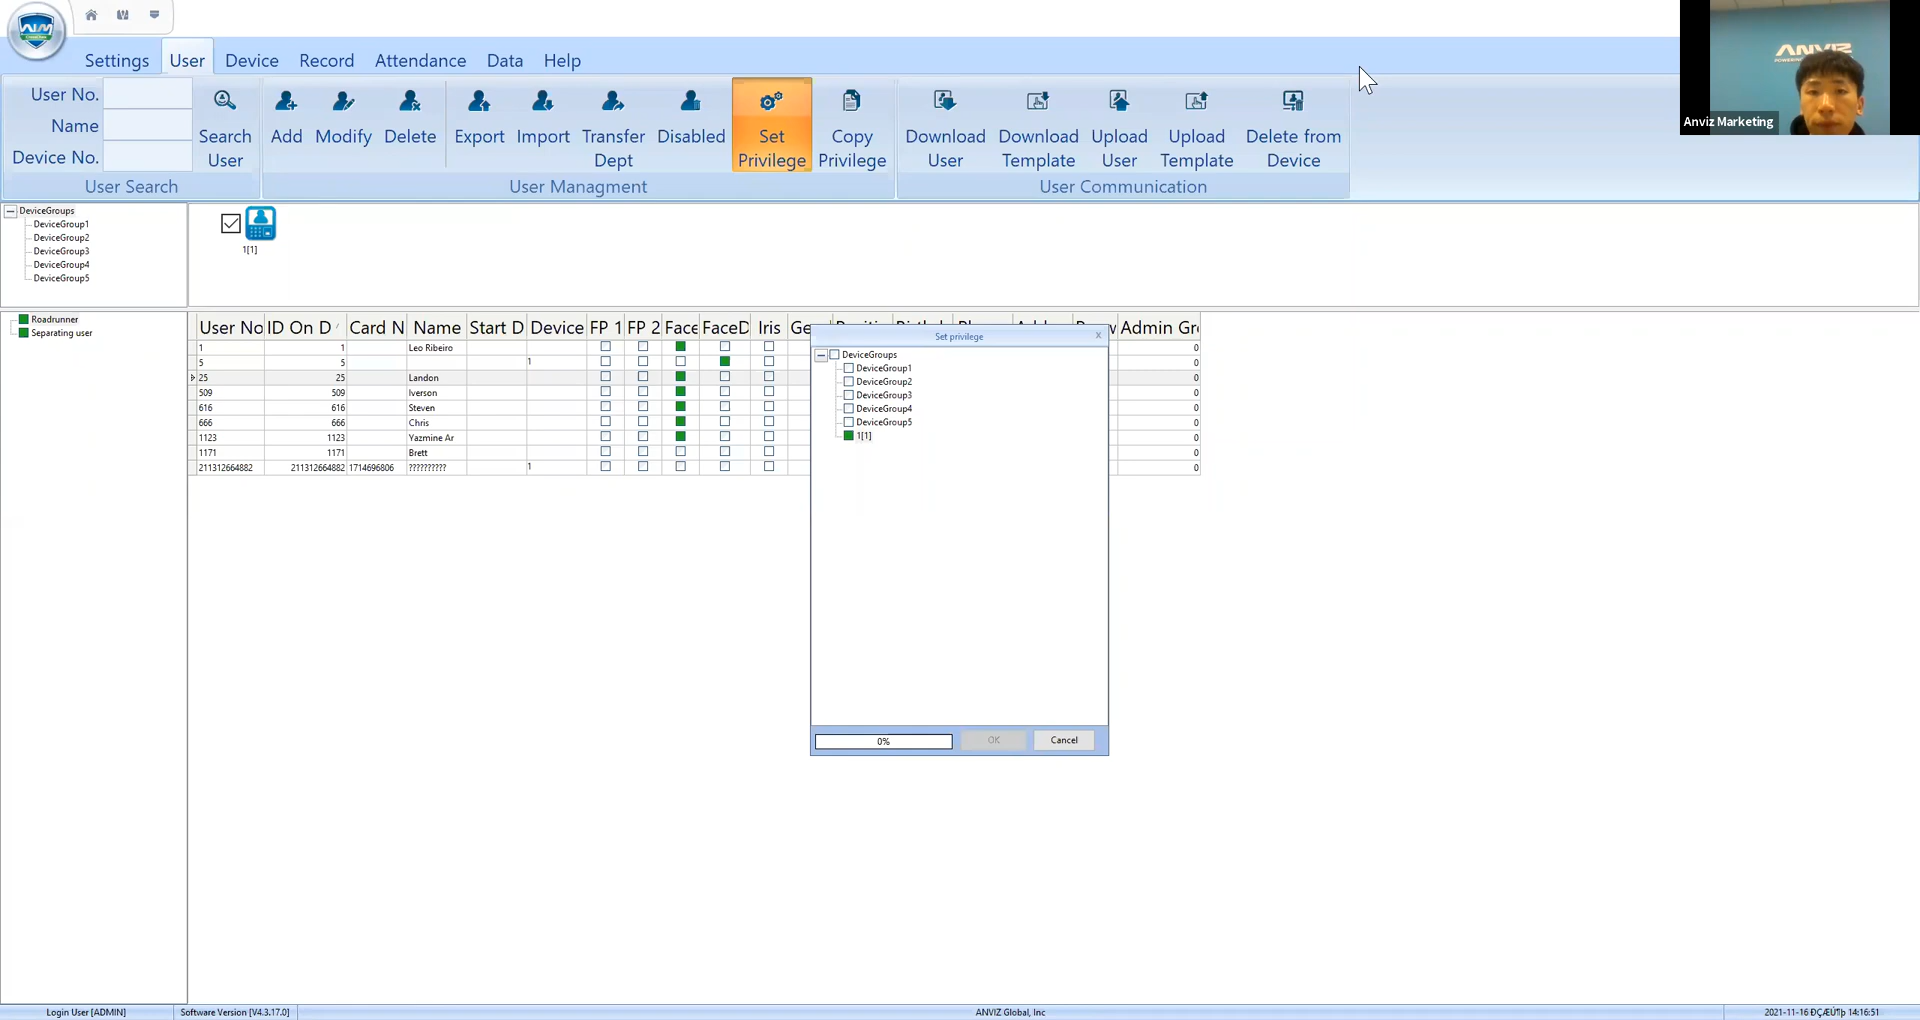 AIM
ANVIZ
Anviz Marketing
Settings User Device Record Attendance Data Help
User No.
Name
Device No.
Search User
User Search
Add Modify Delete Export Import Transfer Dept Disabled Set Privilege Copy Privilege
User Managment
Download User Download Template Upload User Upload Template Delete from Device
User Communication
DeviceGroups
DeviceGroup1
DeviceGroup2
DeviceGroup3
DeviceGroup4
DeviceGroup5
1[1]
Roadrunner
Separating user
User No ID On D Card N Name Start D Device FP 1 FP 2 Face FaceD Iris Ge Admin Gr
1 1 Leo Ribeiro 0
5 5 1 0
25 25 Landon 0
509 509 Iverson 0
616 616 Steven 0
666 666 Chris 0
1123 1123 Yazmine Ar 0
1171 1171 Brett 0
211312664882 211312664882 1714696806 ?????????? 1 0
Set privilege x
DeviceGroups
DeviceGroup1
DeviceGroup2
DeviceGroup3
DeviceGroup4
DeviceGroup5
1[1]
0% OK Cancel
Login User [ADMIN] Software Version [V4.3.17.0] ANVIZ Global, Inc 2021-11-16 14:16:51